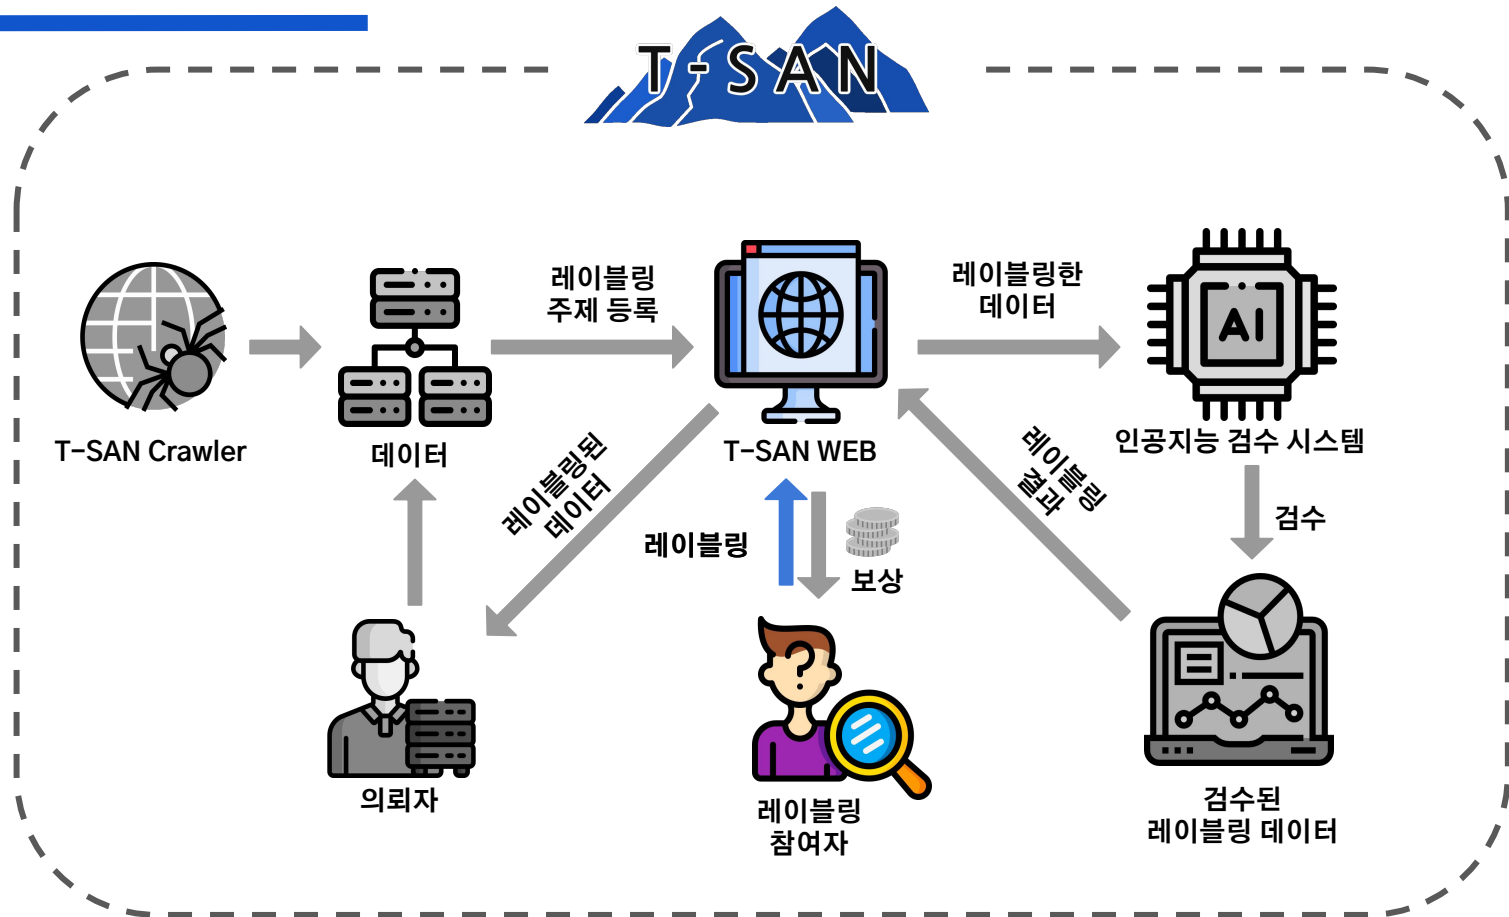 T-SAN
레이블링
주제 등록
레이블링한
데이터
AI
T-SAN Crawler
데이터
T-SAN WEB
인공지능 검수 시스템
레이블링된
데이터
레이블링
결과
레이블링
보상
검수
의뢰자
레이블링
참여자
검수된
레이블링 데이터